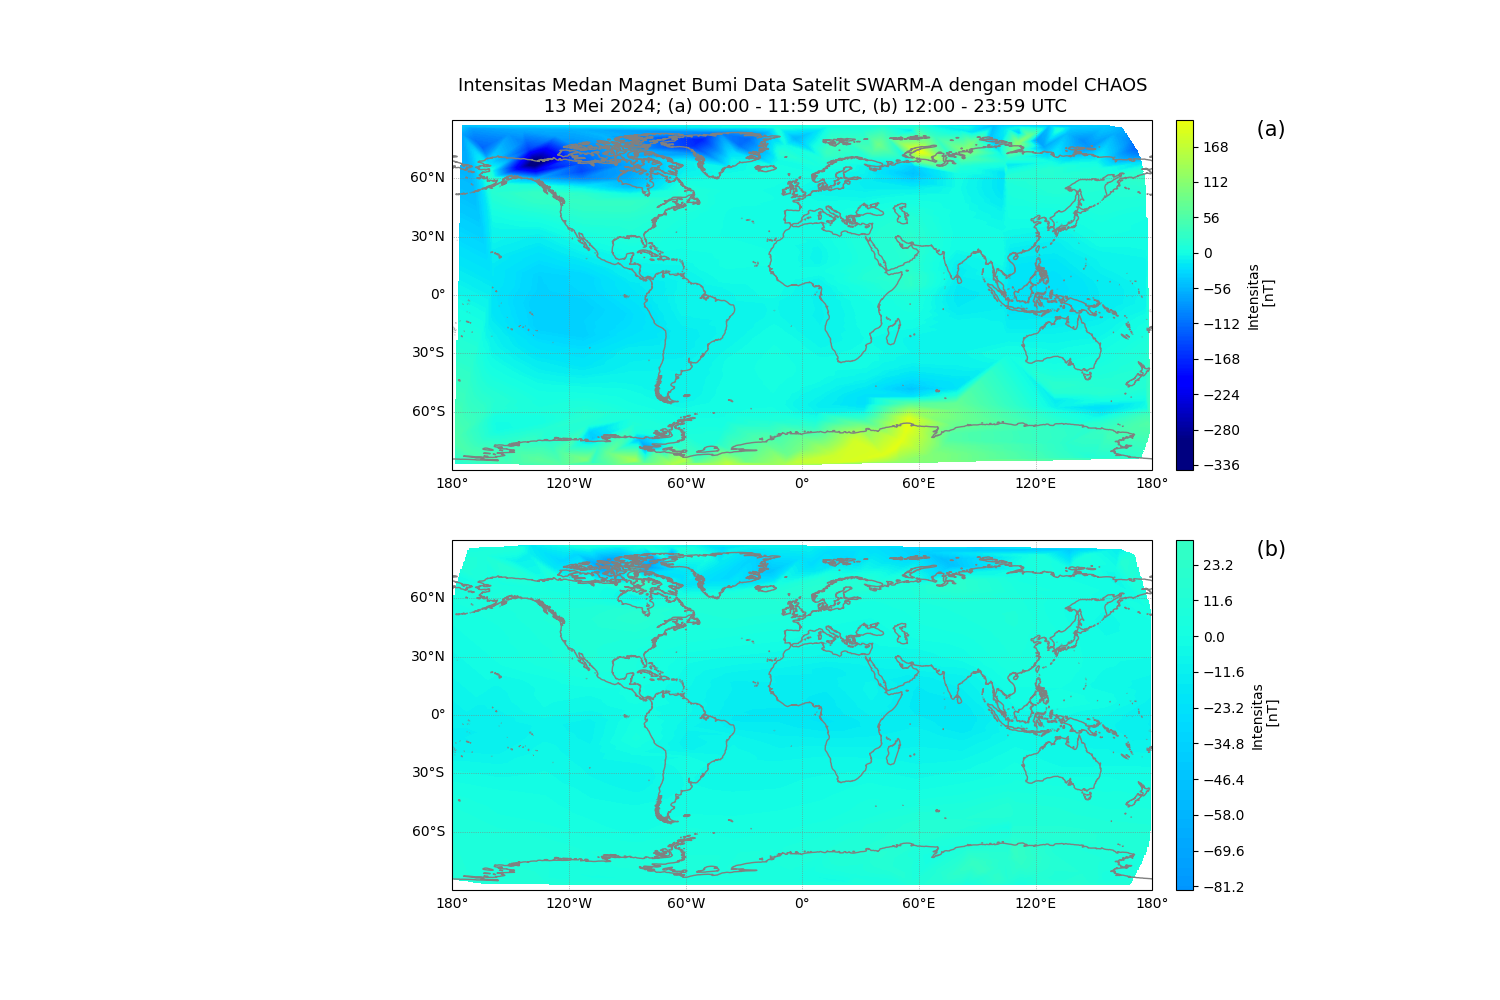 Intensitas Medan Magnet Bumi Data Satelit SWARM-A dengan model CHAOS
13 Mei 2024; (a) 00:00 - 11:59 UTC, (b) 12:00 - 23:59 UTC
(a)
60°N
30°N
0°
30°S
60°S
180°
120°W
60°W
0°
60°E
120°E
180°
168
112
56
0
−56
−112
−168
−224
−280
−336
Intensitas
[nT]
(b)
60°N
30°N
0°
30°S
60°S
180°
120°W
60°W
0°
60°E
120°E
180°
23.2
11.6
0.0
−11.6
−23.2
−34.8
−46.4
−58.0
−69.6
−81.2
Intensitas
[nT]